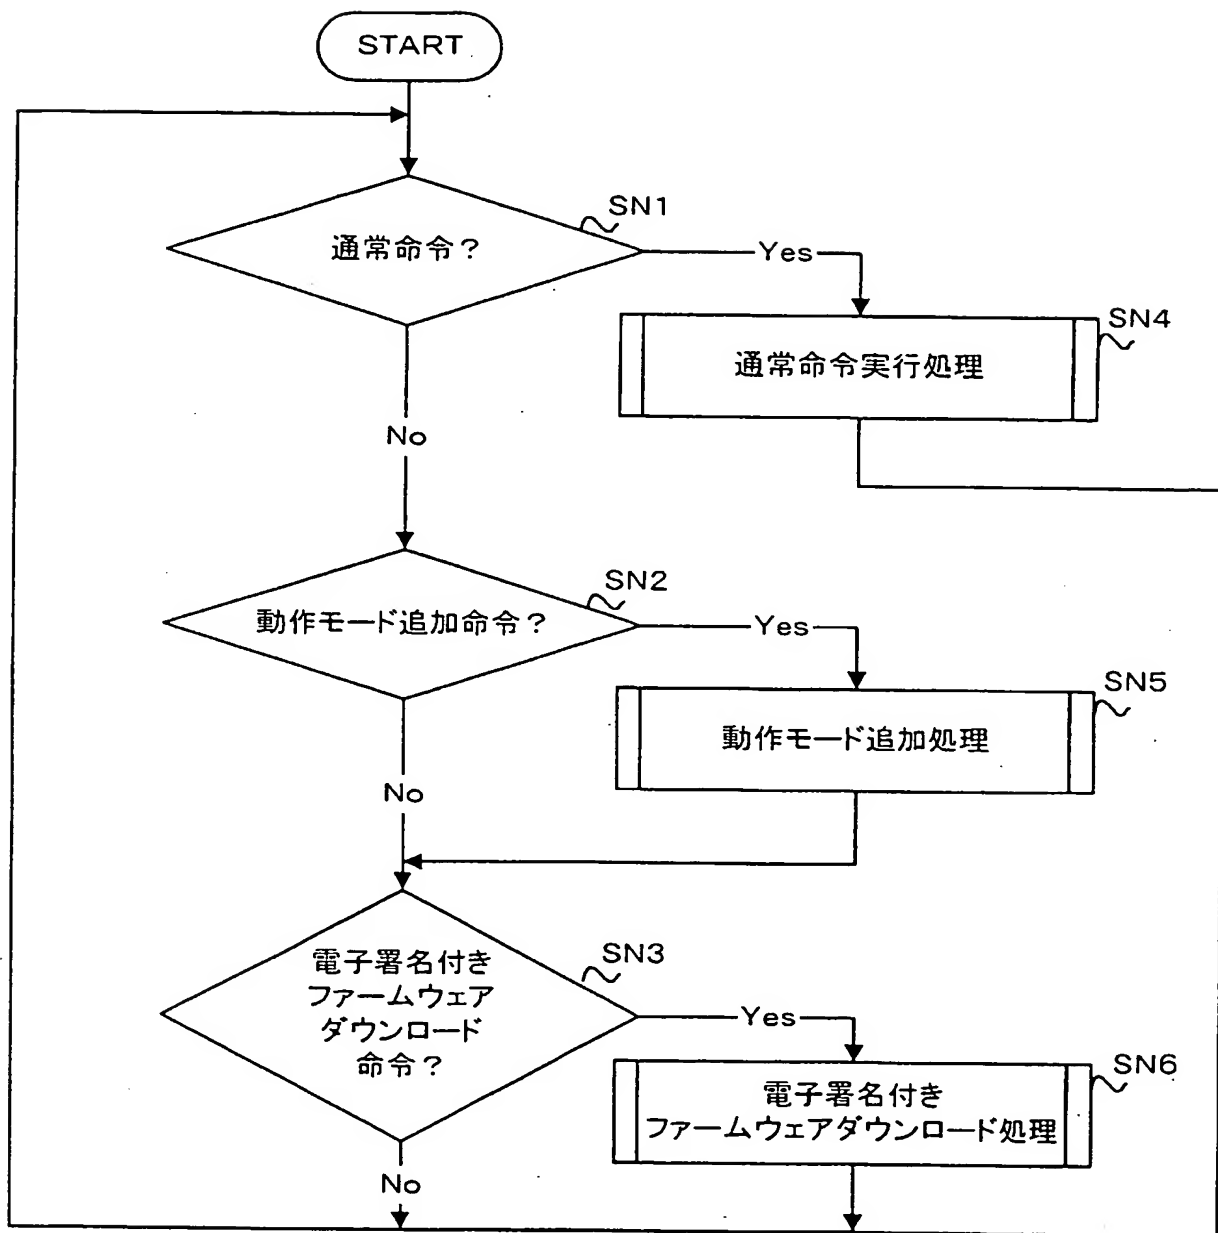 START
SN1
通常命令?
Yes
SN4
通常命令実行処理
No
SN2
動作モード追加命令?
Yes
SN5
動作モード追加処理
No
SN3
電子署名付き
ファームウェア
ダウンロード
命令?
Yes
SN6
電子署名付き
ファームウェアダウンロード処理
No